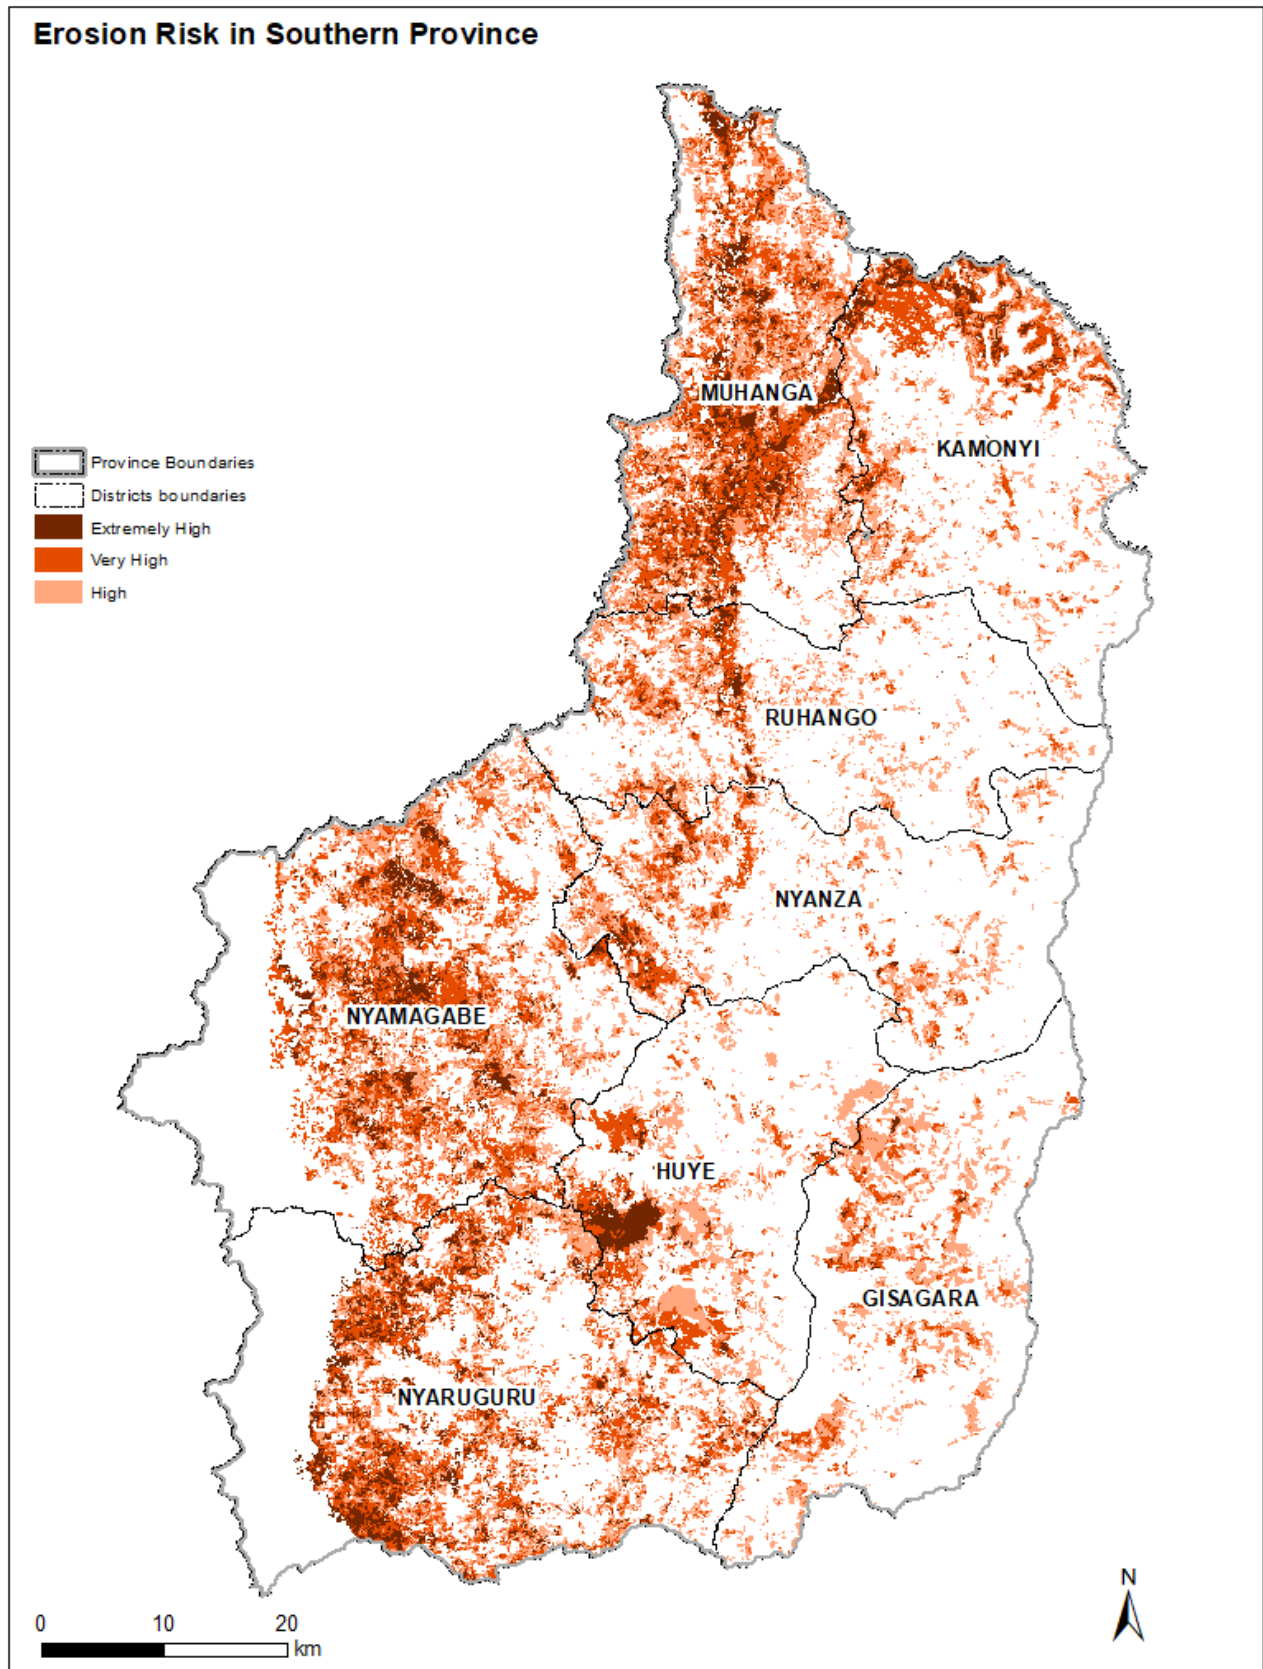 Erosion Risk in Southern Province
MUHANGA
KAMONYI
Province Boundaries
Districts boundaries
Extremely High
Very High
High
RUHANGO
NYANZA
NYAMAGABE
HUYE
GISAGARA
NYARUGURU
N
0 10 20
km